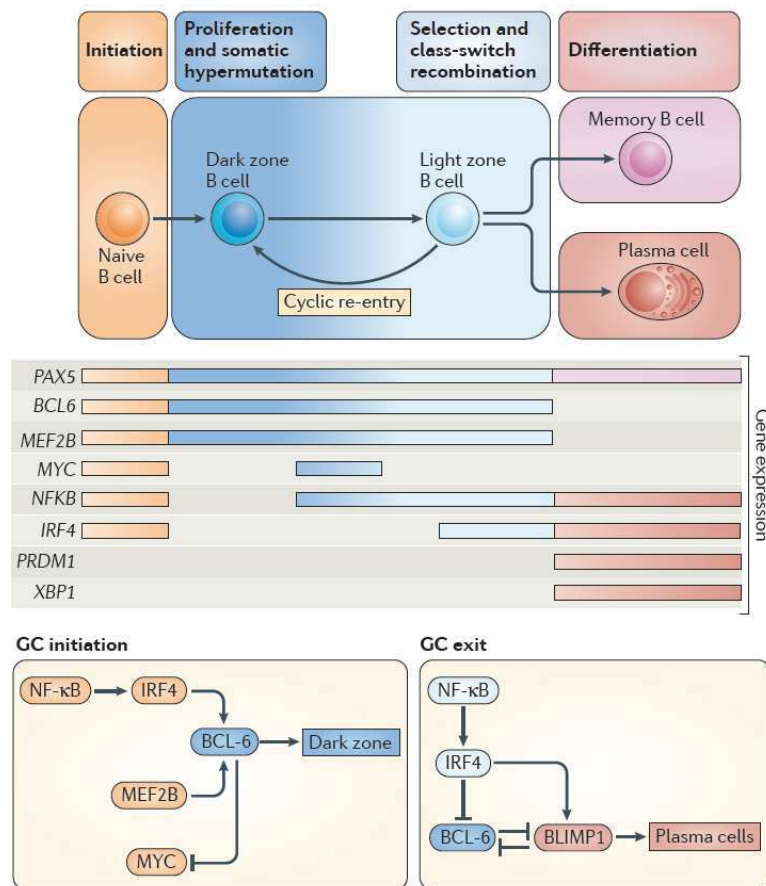 Initiation
Proliferation
and somatic
hypermutation
Selection and
class-switch
recombination
Differentiation
Naive
B cell
Dark zone
B cell
Light zone
B cell
Cyclic re-entry
Memory B cell
Plasma cell
PAX5
BCL6
MEF2B
MYC
NFKB
IRF4
PRDM1
XBP1
Gene expression
GC initiation
NF-κB
IRF4
BCL-6
Dark zone
MEF2B
MYC
GC exit
NF-κB
IRF4
BCL-6
BLIMP1
Plasma cells